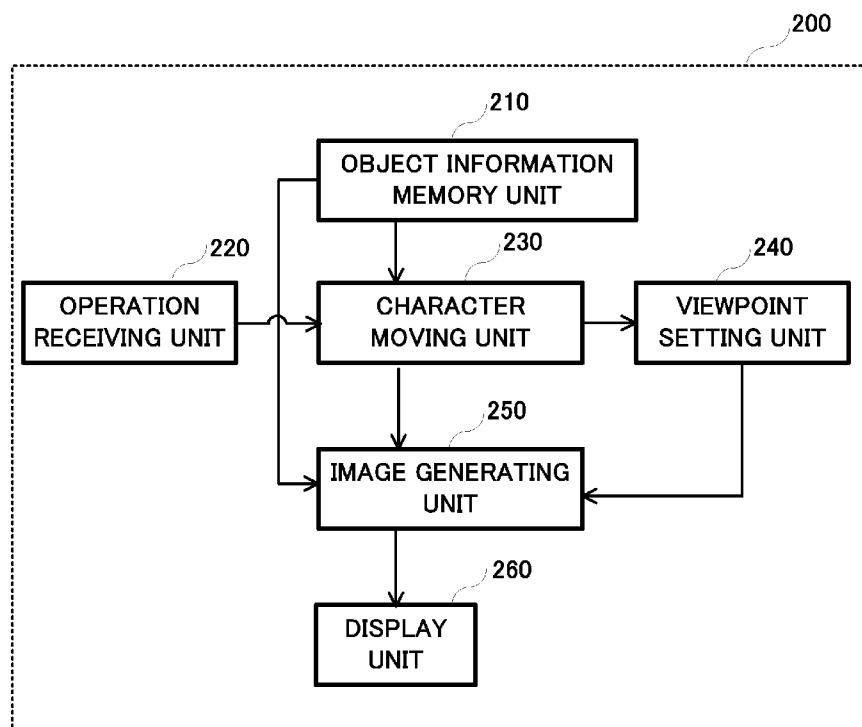 200
210
OBJECT INFORMATION
MEMORY UNIT
220
OPERATION
RECEIVING UNIT
230
CHARACTER
MOVING UNIT
240
VIEWPOINT
SETTING UNIT
250
IMAGE GENERATING
UNIT
260
DISPLAY
UNIT